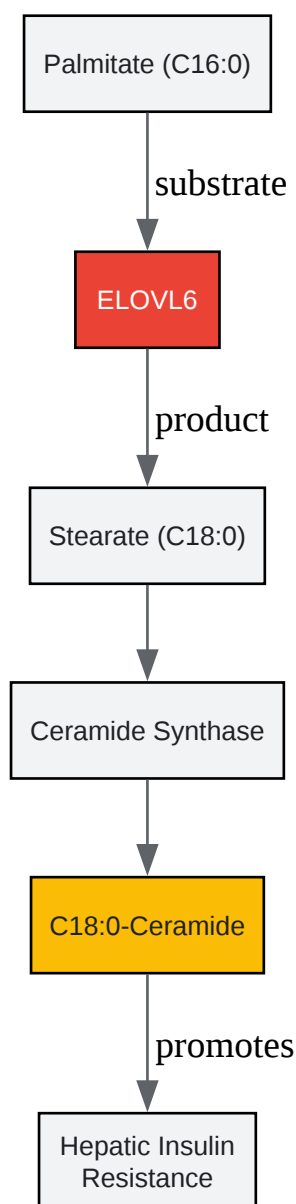 Palmitate (C16:0)
substrate
ELOVL6
product
Stearate (C18:0)
Ceramide Synthase
C18:0-Ceramide
promotes
Hepatic Insulin
Resistance